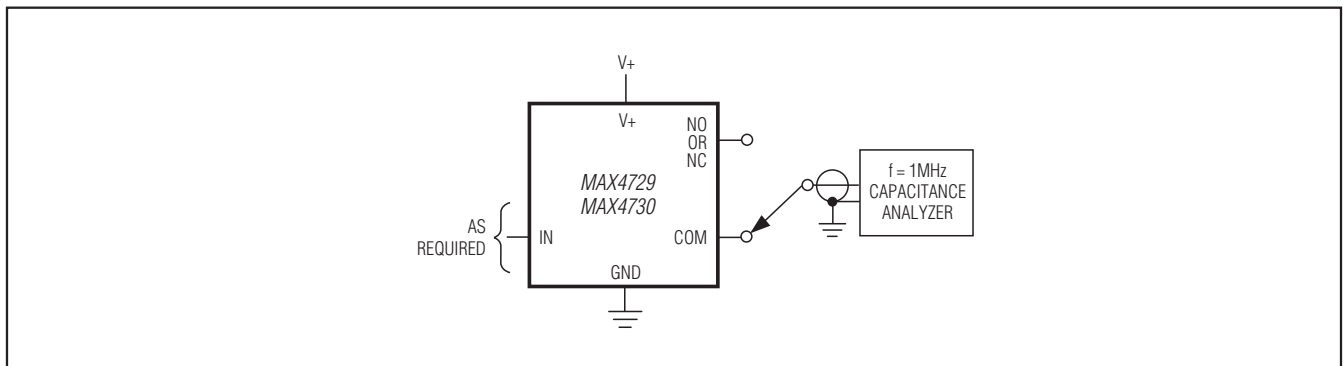 V+
V+
NO
OR
NC
MAX4729
MAX4730
f = 1MHz
CAPACITANCE
ANALYZER
AS
REQUIRED
IN
COM
GND